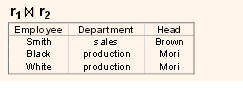 r1 ⋈ r2
Employee Department Head
Smith sales Brown
Black production Mori
White production Mori